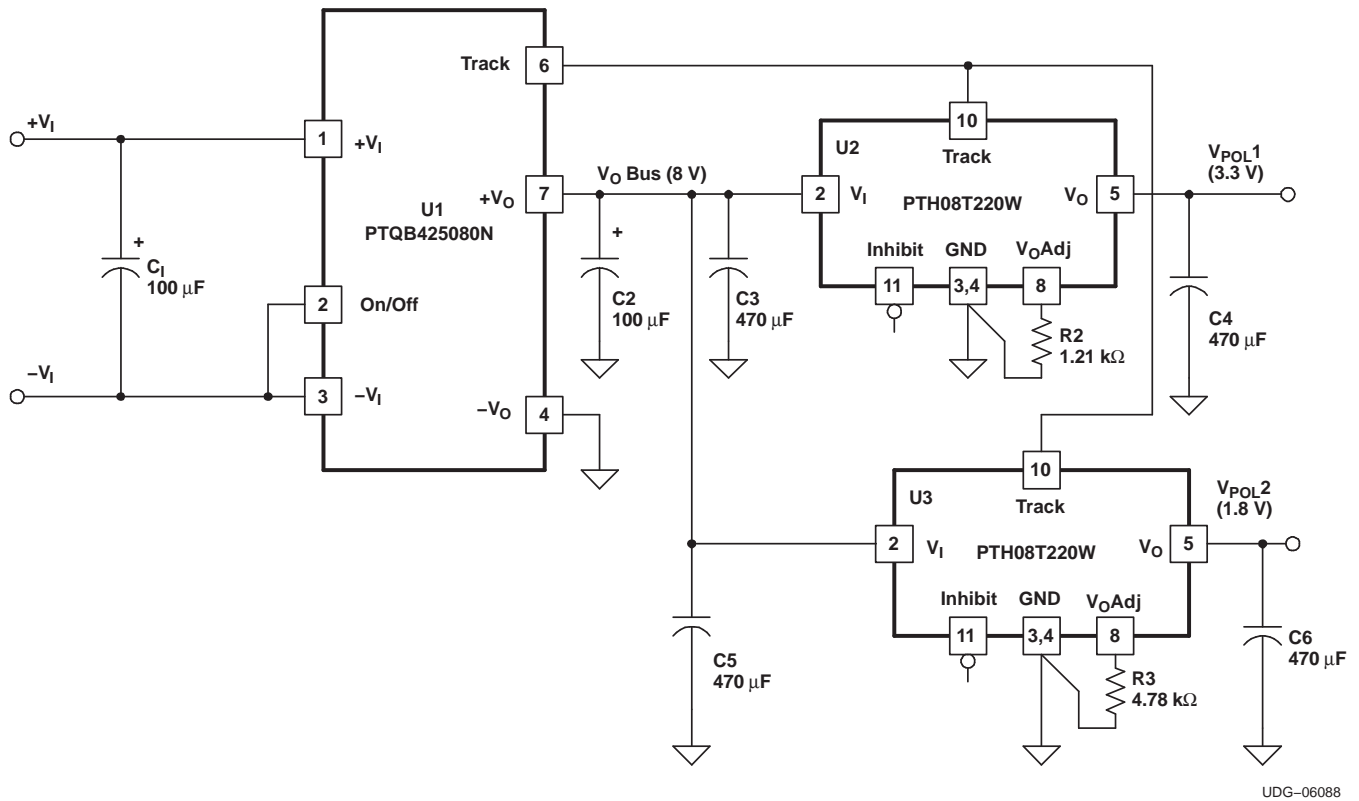 Track
6
+VI
1
+VI
CI
100 μF
+
U1
PTQB425080N
+VO
7
VO Bus (8 V)
2
On/Off
–VI
3
–VI
–VO
4
+
C2
100 μF
C3
470 μF
10
Track
U2
2
VI
PTH08T220W
VO
5
VPOL1
(3.3 V)
Inhibit
GND
VOAdj
11
3,4
8
R2
1.21 kΩ
C4
470 μF
10
Track
U3
2
VI
PTH08T220W
VO
5
VPOL2
(1.8 V)
Inhibit
GND
VOAdj
11
3,4
8
R3
4.78 kΩ
C5
470 μF
C6
470 μF
UDG–06088